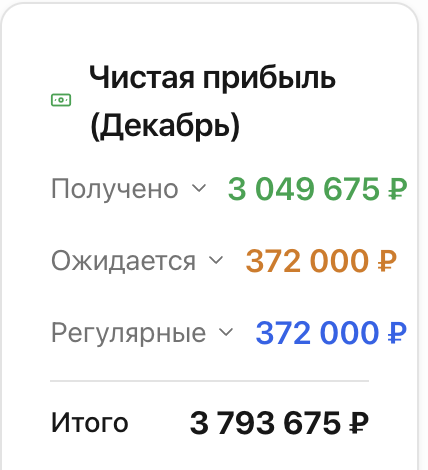 Чистая прибыль
(Декабрь)
Получено 3 049 675 ₽
Ожидается 372 000 ₽
Регулярные 372 000 ₽
Итого 3 793 675 ₽